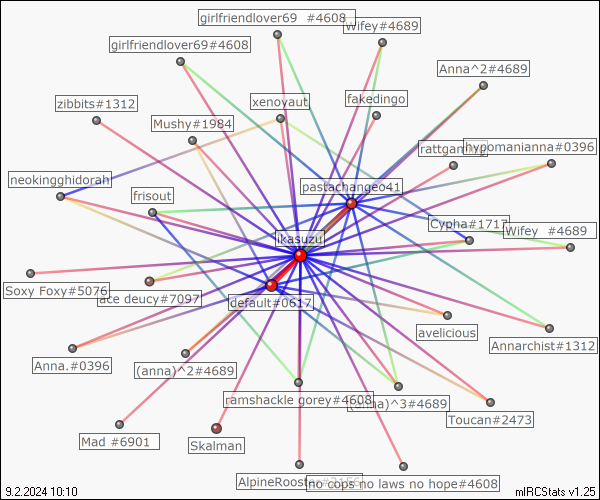 girlfriendlover69 #4608
Wifey#4689
girlfriendlover69#4608
Anna^2#4689
zibbits#1312
xenoyaut
fakedingo
Mushy#1984
hypomanianna#0396
neokingghidorah
pastachangeo41
frisout
Cypha#1717
Wifey #4689
ikasuzu
Soxy Foxy#5076
ace deucy#7097
default#0617
avelicious
Annarchist#1312
Anna.#0396
(anna)^2#4689
ramshackle gorey#4608
(anna)^3#4689
Toucan#2473
Mad #6901
Skalman
no cops no laws no hope#4608
9.2.2024 10:10
mIRCStats v1.25